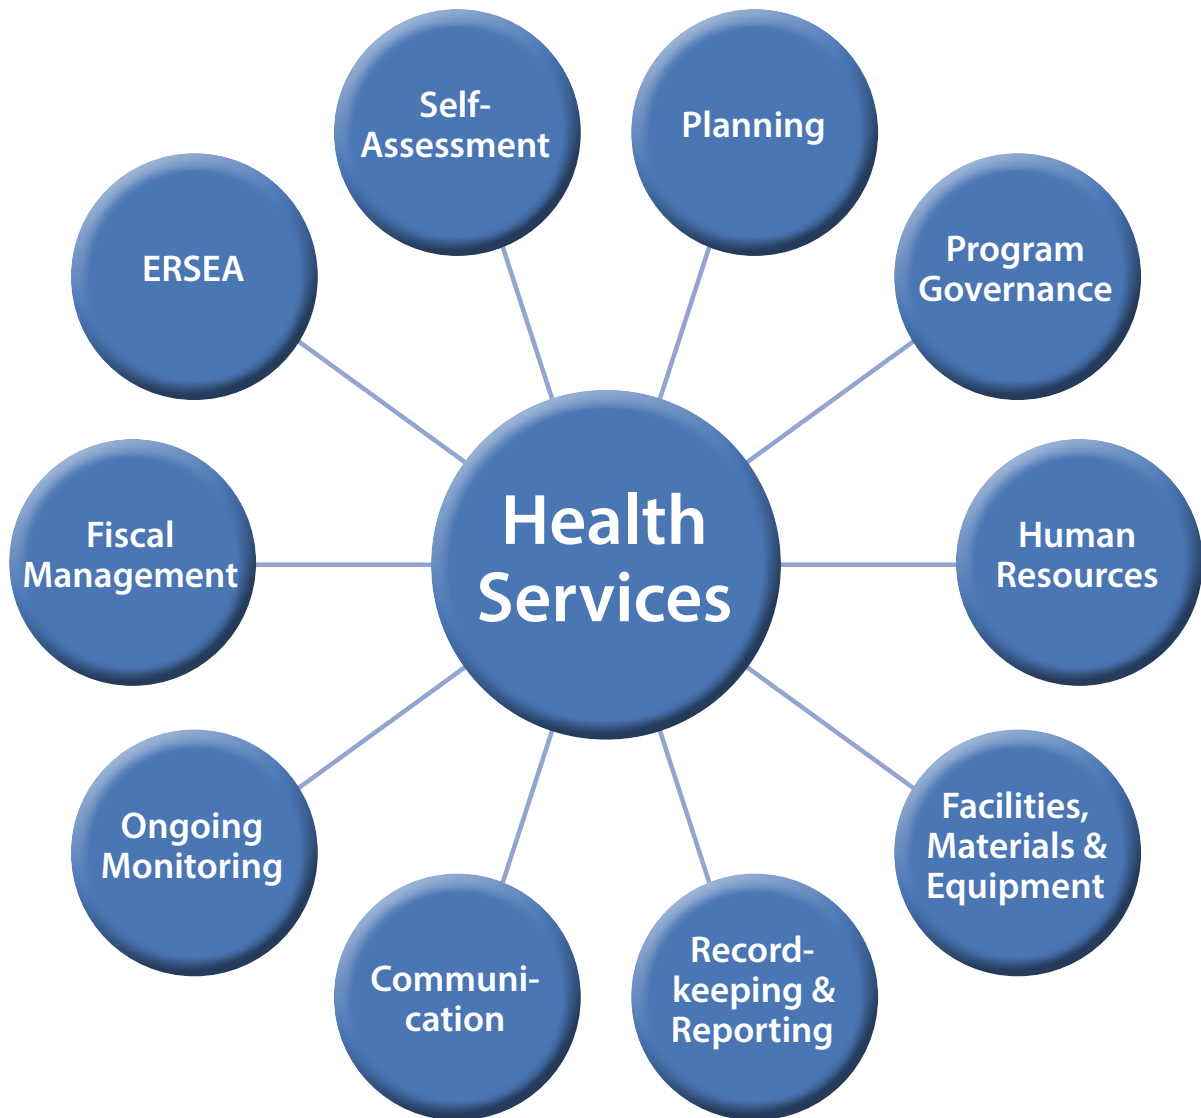 Self-
Assessment
Planning
ERSEA
Program
Governance
Health
Services
Fiscal
Management
Human
Resources
Ongoing
Monitoring
Facilities,
Materials &
Equipment
Communi-
cation
Record-
keeping &
Reporting